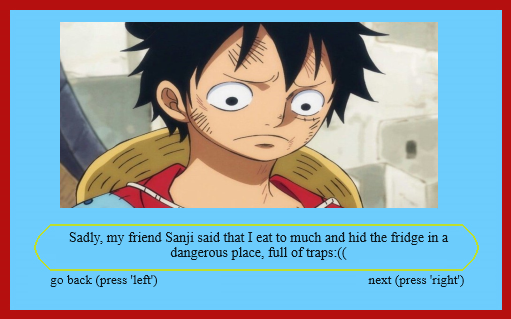 Sadly, my friend Sanji said that I eat to much and hid the fridge in a
dangerous place, full of traps:((
go back (press 'left') next (press 'right')